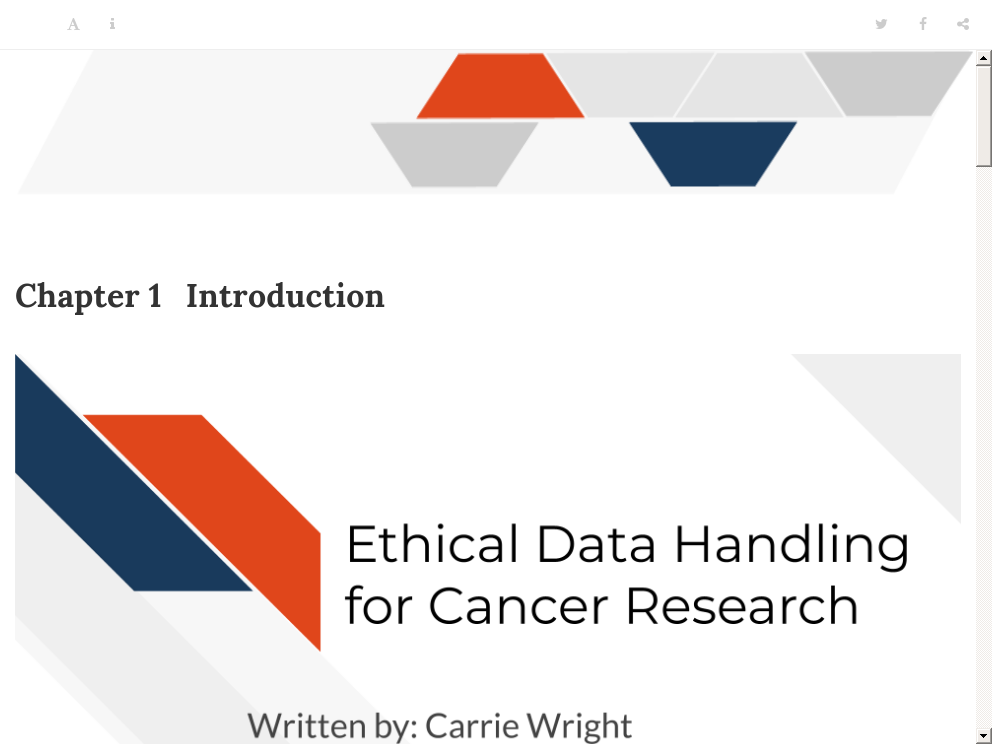 Chapter 1 Introduction
Ethical Data Handling
for Cancer Research
Written by: Carrie Wright